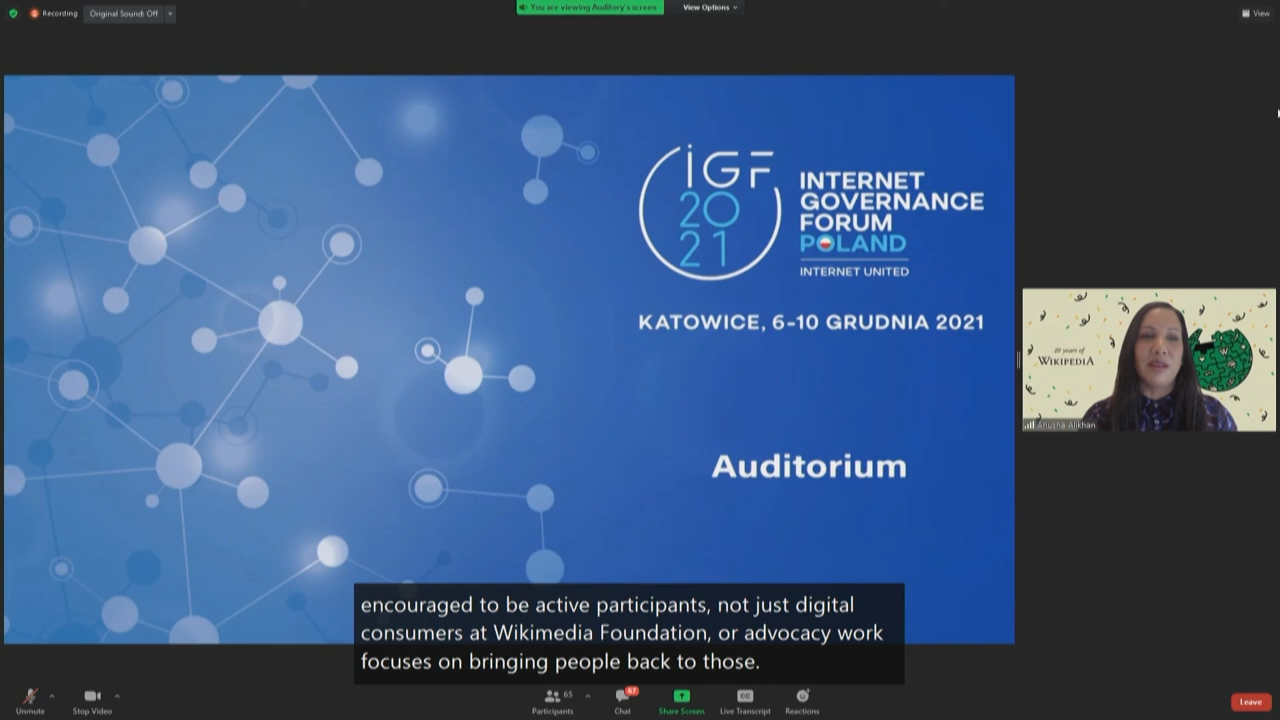 Recording
Original Sound: Off
You are viewing Auditory's screen
View Options
View
iGF
20
21
INTERNET
GOVERNANCE
FORUM
POLAND
INTERNET UNITED
KATOWICE, 6-10 GRUDNIA 2021
20 years of
WIKIPEDIA
Anusha Alikhan
Auditorium
encouraged to be active participants, not just digital
consumers at Wikimedia Foundation, or advocacy work
focuses on bringing people back to those.
Unmute
Stop Video
65
Participants
67
Chat
Share Screen
CC
Live Transcript
Reactions
Leave